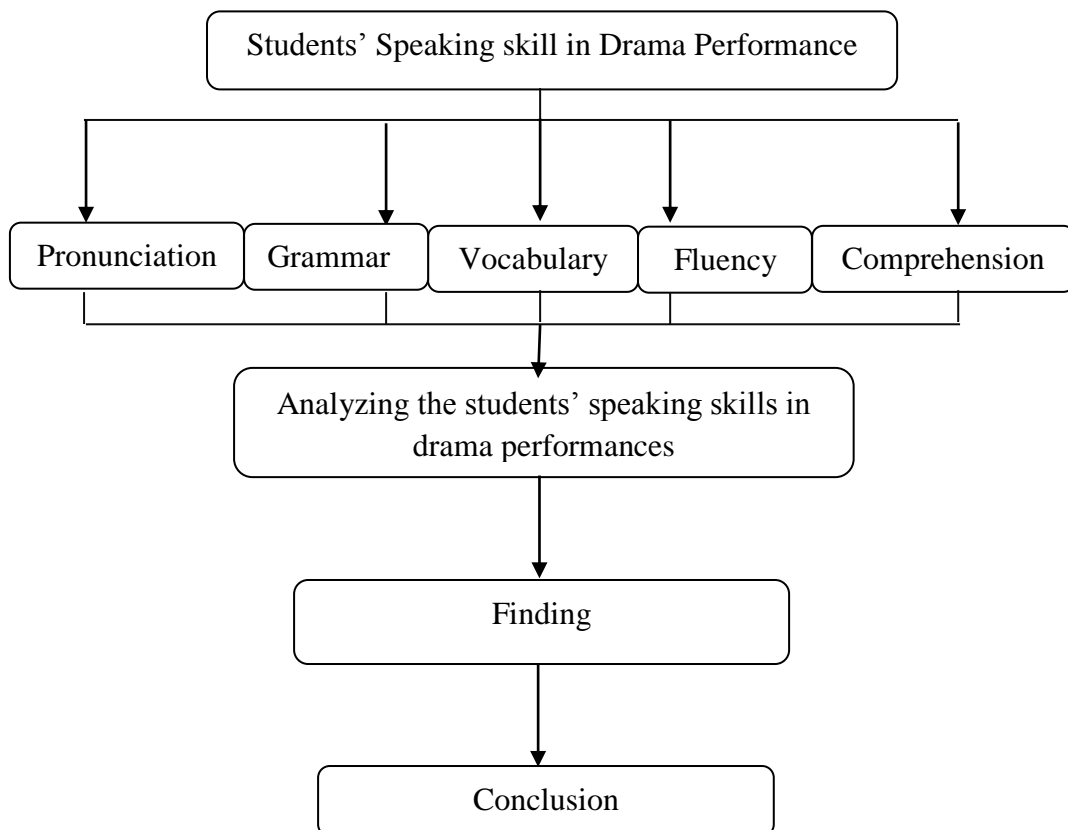 Students’ Speaking skill in Drama Performance
Pronunciation
Grammar
Vocabulary
Fluency
Comprehension
Analyzing the students’ speaking skills in
drama performances
Finding
Conclusion